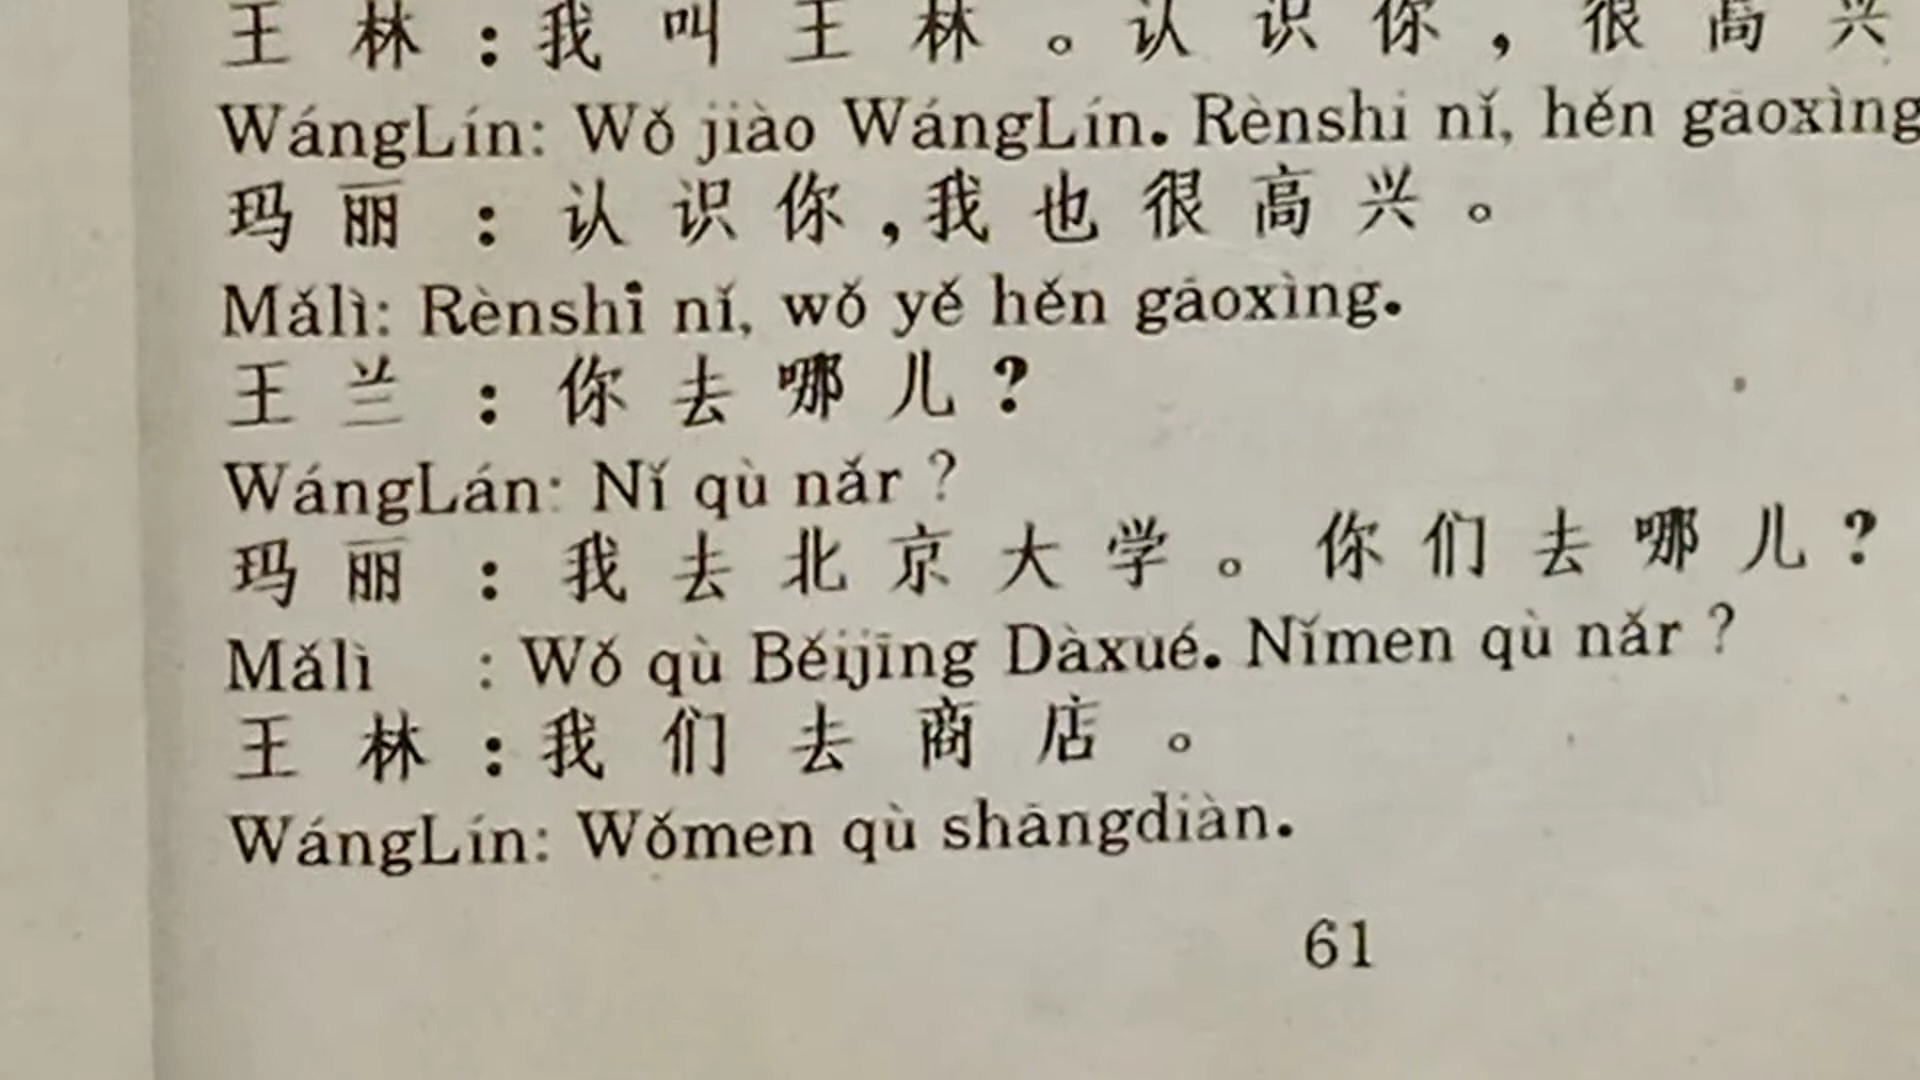 王林：我叫王林。认识你，很高兴
WángLín: Wǒ jiào WángLín. Rènshi nǐ, hěn gāoxìng
玛丽：认识你，我也很高兴。
Mǎlì: Rènshi nǐ, wǒ yě hěn gāoxìng.
王兰：你去哪儿？
WángLán: Nǐ qù nǎr ?
玛丽：我去北京大学。你们去哪儿？
Mǎlì : Wǒ qù Běijīng Dàxué. Nǐmen qù nǎr ?
王林：我们去商店。
WángLín: Wǒmen qù shāngdiàn.
61